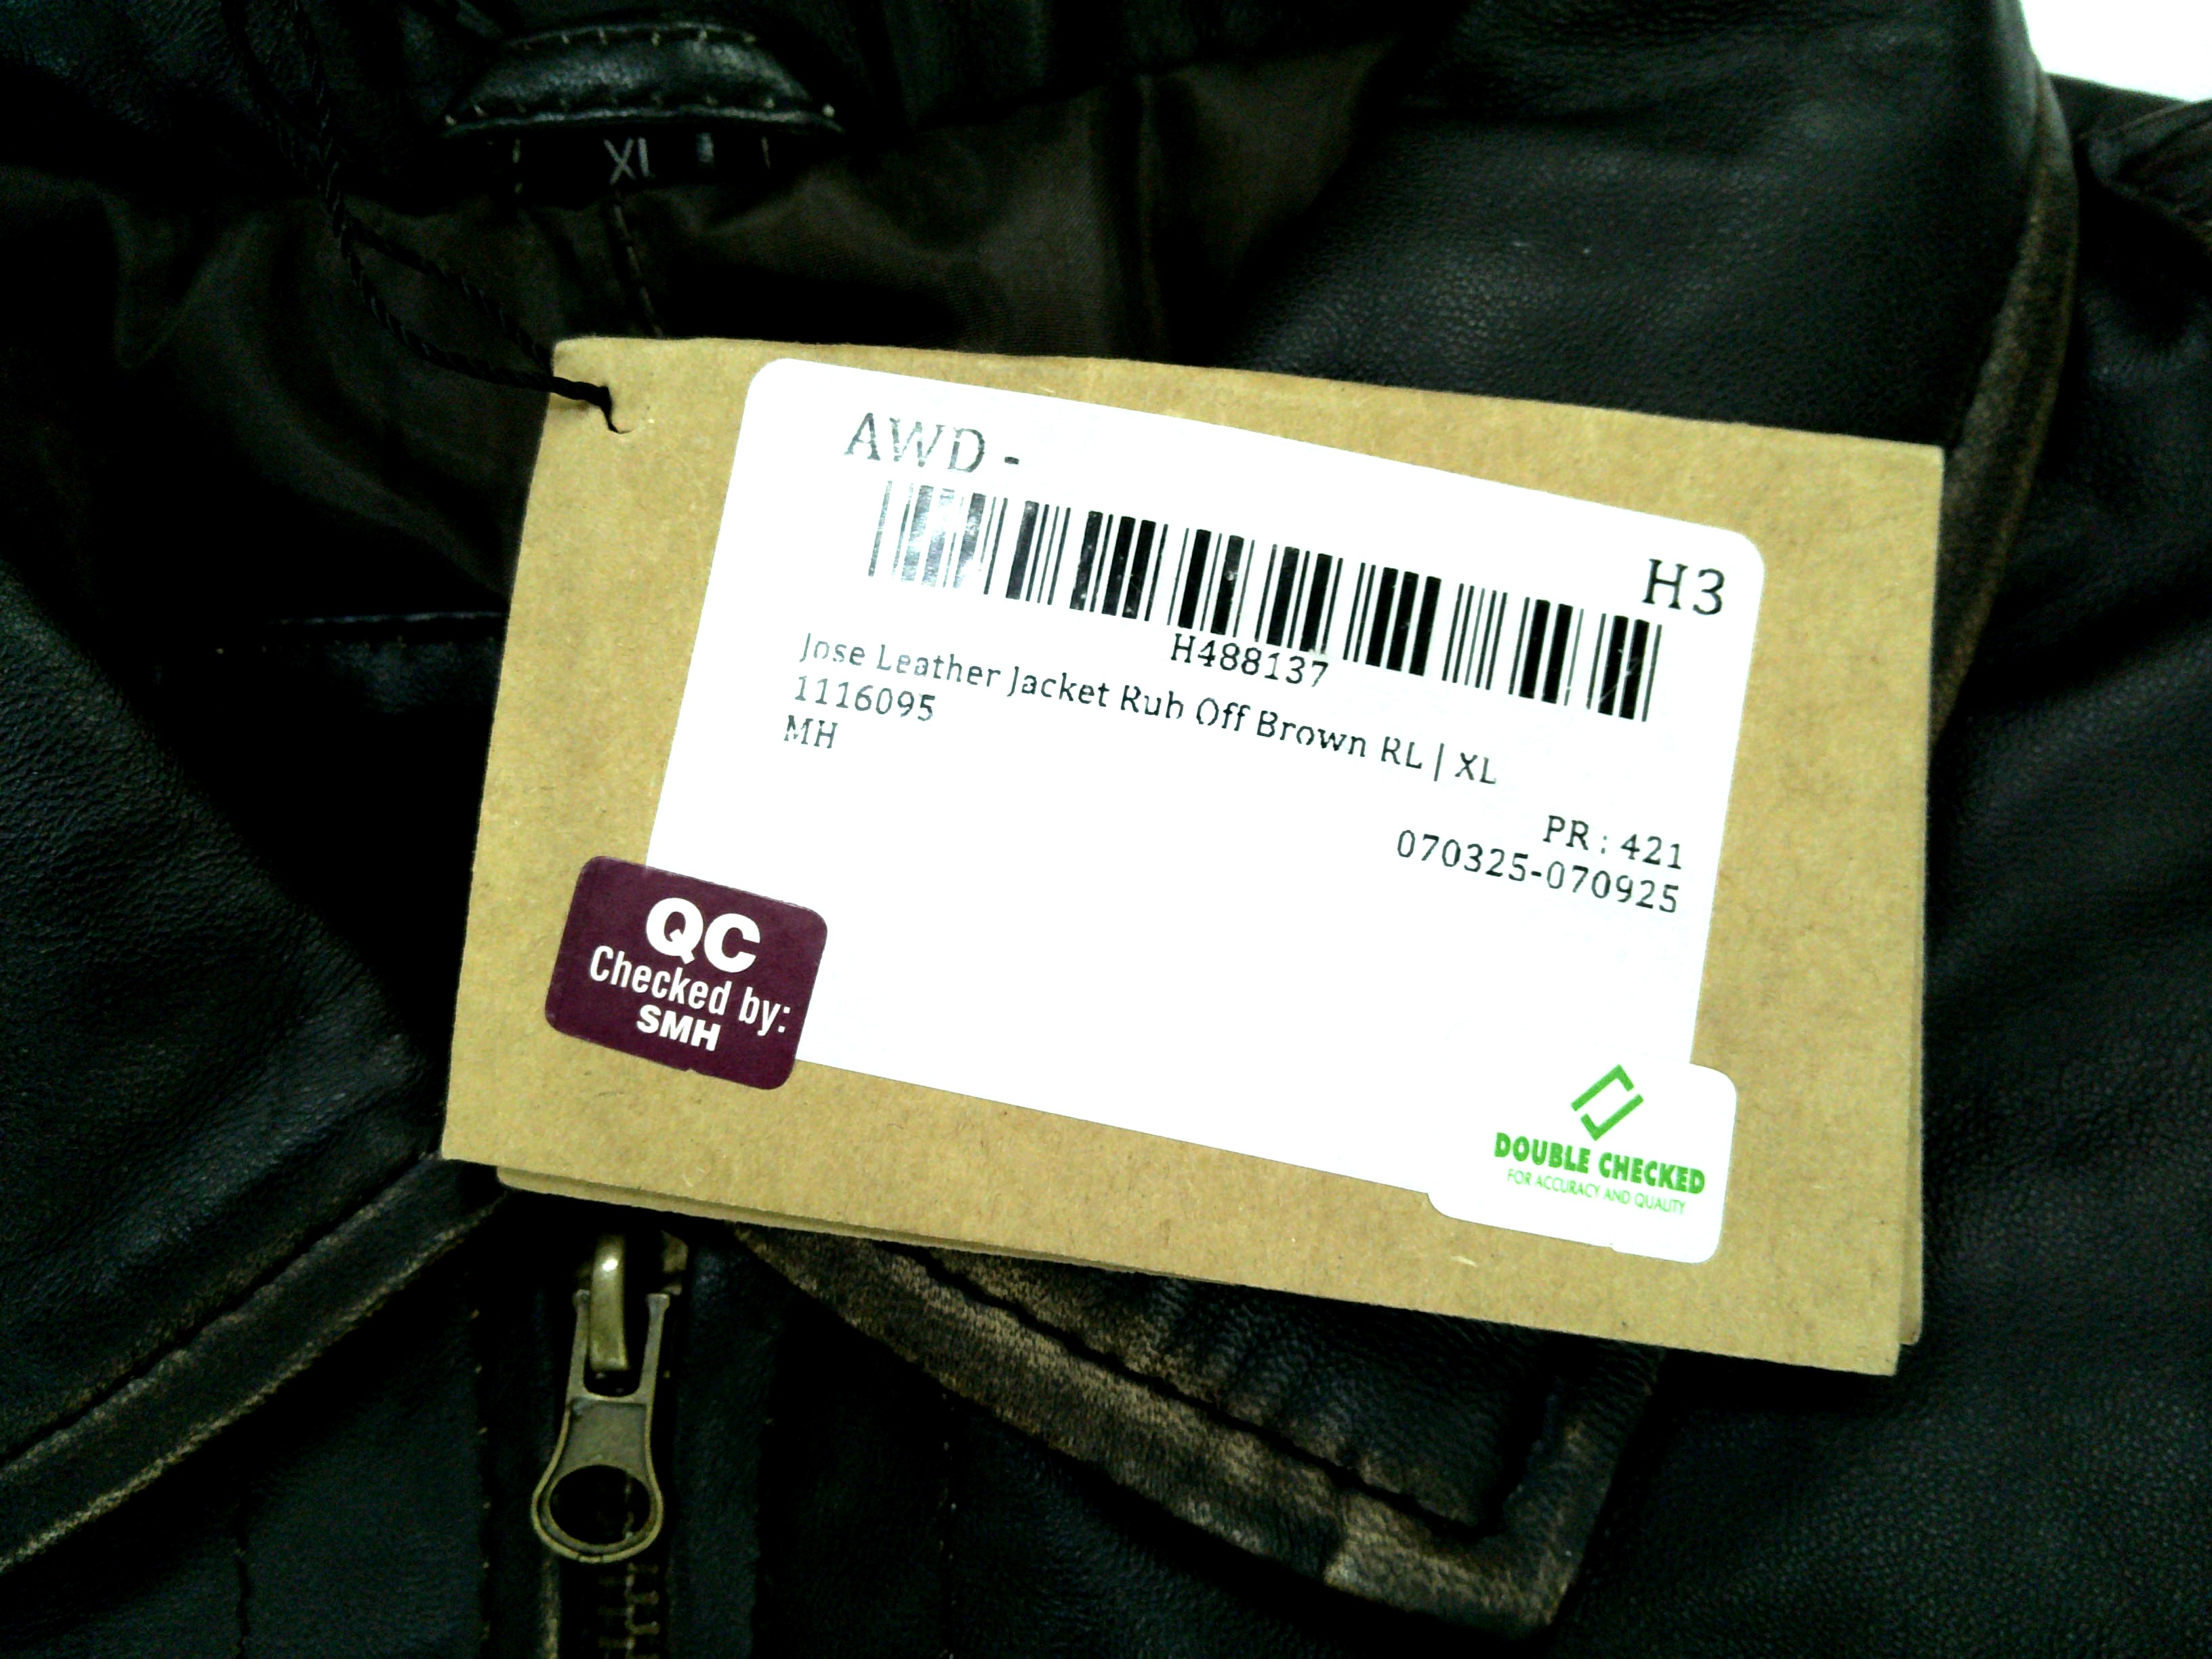 XL
AWD -
H3
H488137
Jose Leather Jacket Rub Off Brown RL | XL
1116095
MH
PR : 421
070325-070925
QC
Checked by:
SMH
DOUBLE CHECKED
FOR ACCURACY AND QUALITY